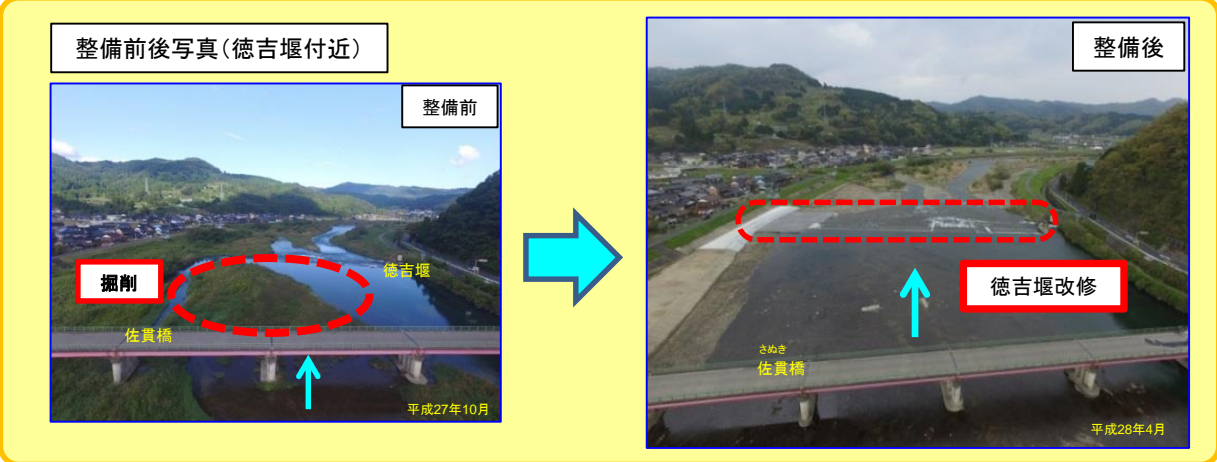 整備前後写真(徳吉堰付近)
整備前
掘削
徳吉堰
佐貫橋
平成27年10月
整備後
徳吉堰改修
さぬき
佐貫橋
平成28年4月